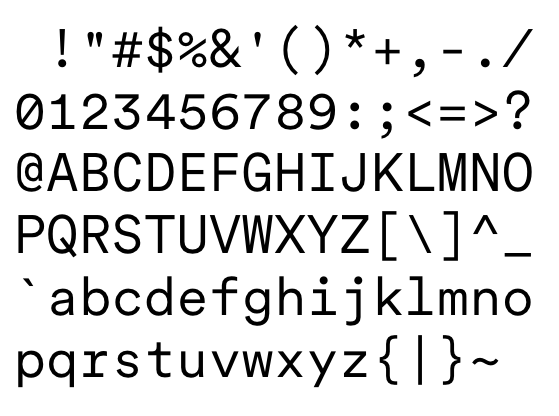 !"#$%&'()*+,-./
0123456789:;<=>?
@ABCDEFGHIJKLMNO
PQRSTUVWXYZ[\]^_
`abcdefghijklmno
pqrstuvwxyz{|}~